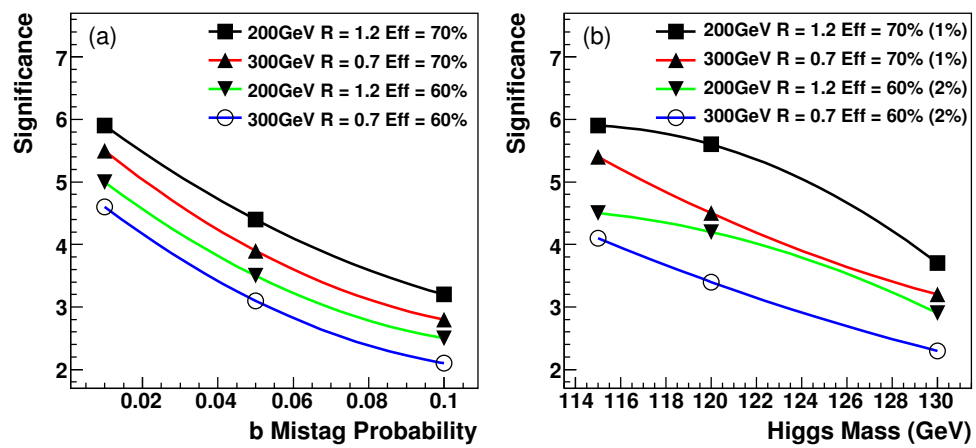 (a)
200GeV R = 1.2 Eff = 70%
300GeV R = 0.7 Eff = 70%
200GeV R = 1.2 Eff = 60%
300GeV R = 0.7 Eff = 60%
Significance
7
6
5
4
3
2
0.02 0.04 0.06 0.08 0.1
b Mistag Probability
(b)
200GeV R = 1.2 Eff = 70% (1%)
300GeV R = 0.7 Eff = 70% (1%)
200GeV R = 1.2 Eff = 60% (2%)
300GeV R = 0.7 Eff = 60% (2%)
Significance
7
6
5
4
3
2
114 116 118 120 122 124 126 128 130
Higgs Mass (GeV)